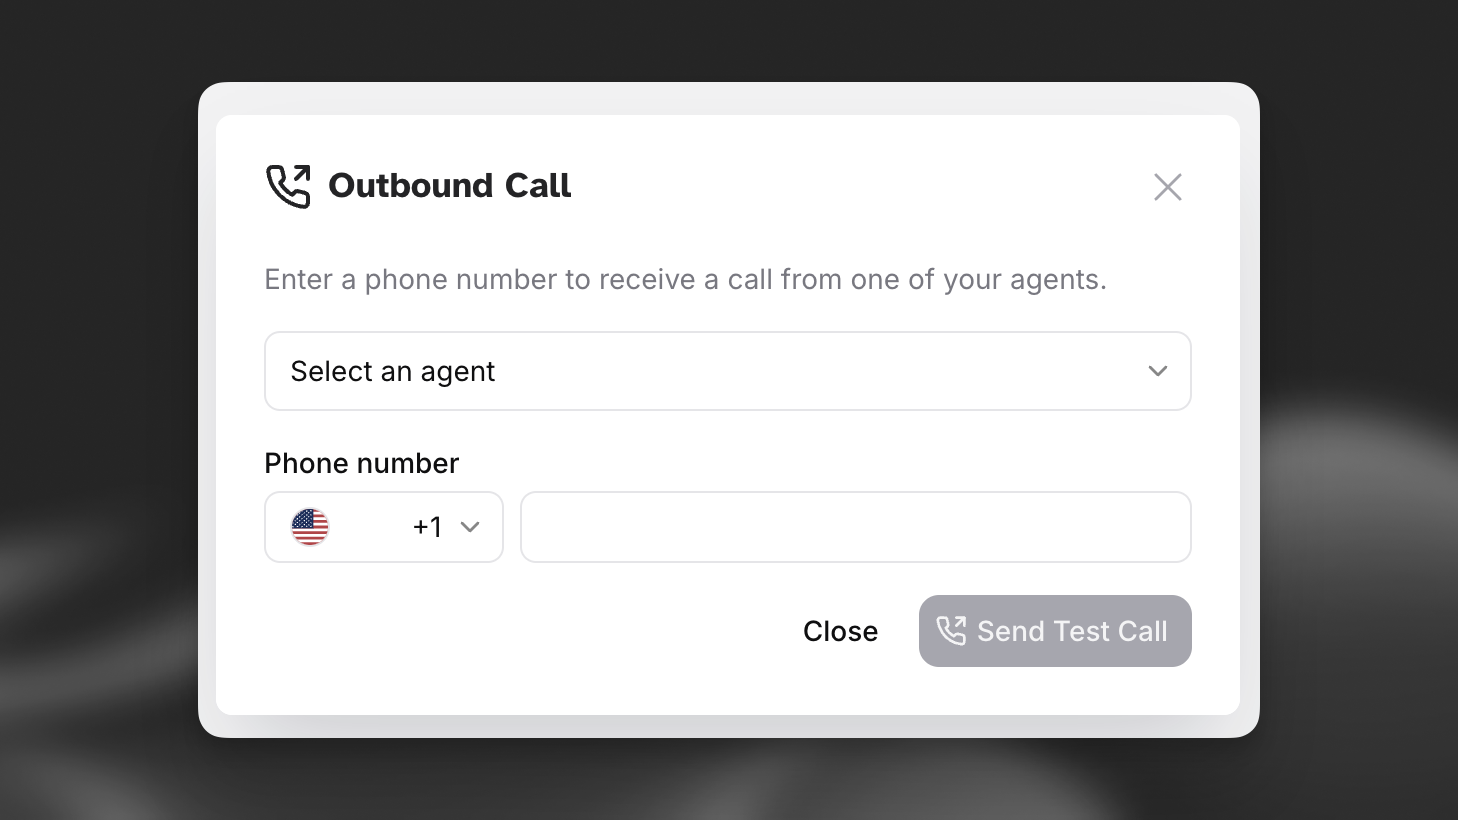 Outbound Call
Enter a phone number to receive a call from one of your agents.
Select an agent
Phone number
+1
Close
Send Test Call